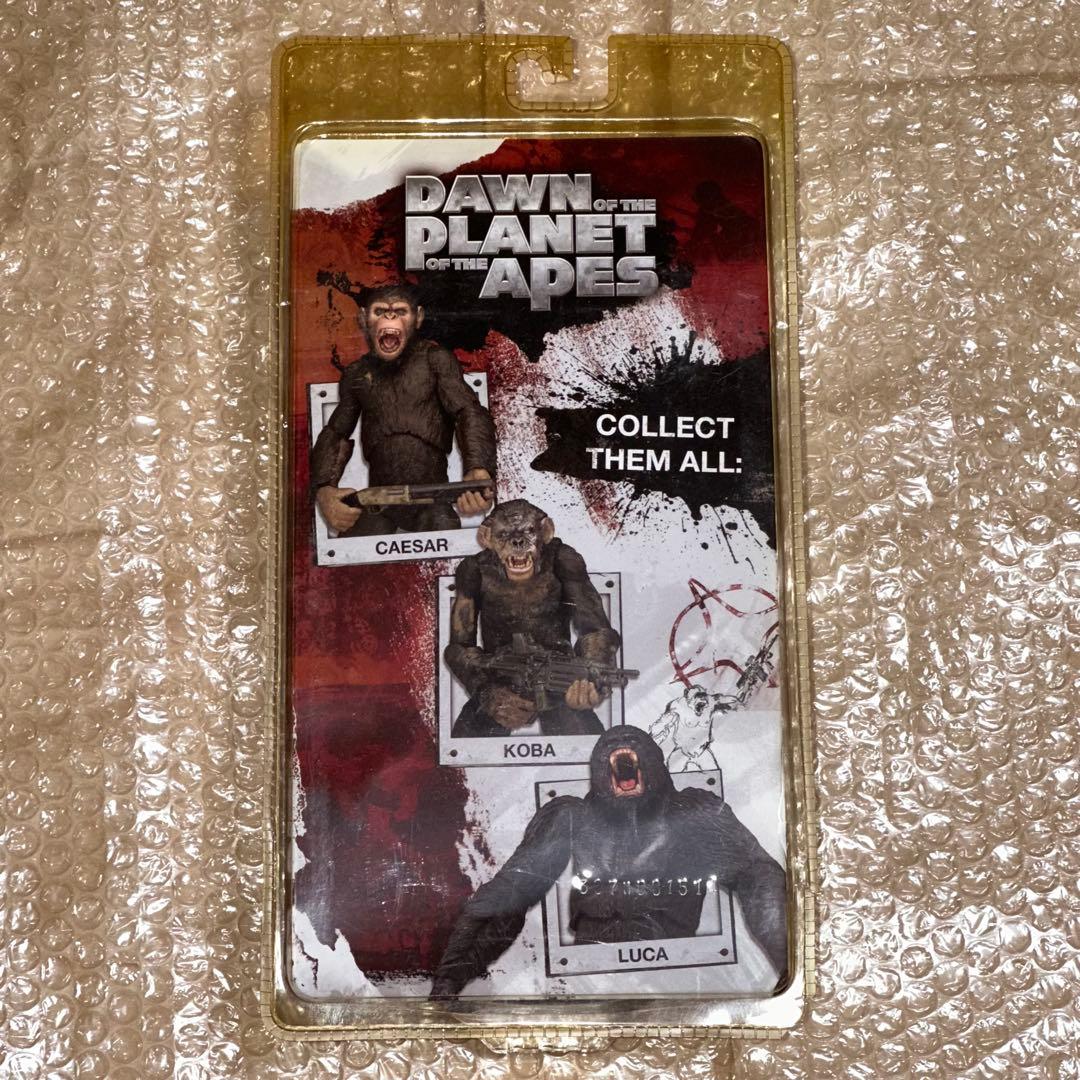 DAWN OF THE
PLANET
OF THE APES
COLLECT
THEM ALL:
CAESAR
KOBA
LUCA